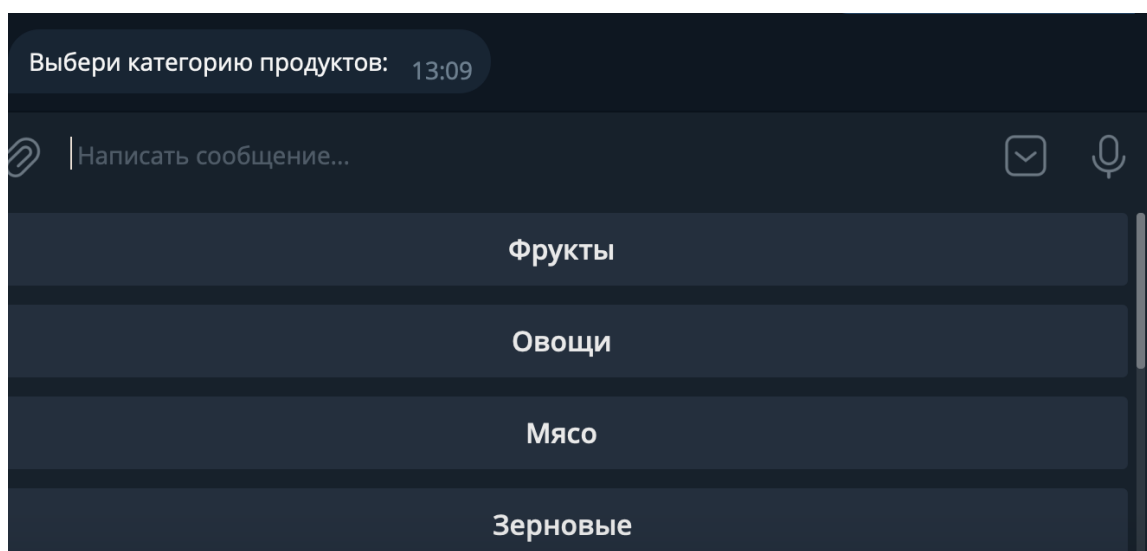 Выбери категорию продуктов: 13:09
Написать сообщение...
Фрукты
Овощи
Мясо
Зерновые